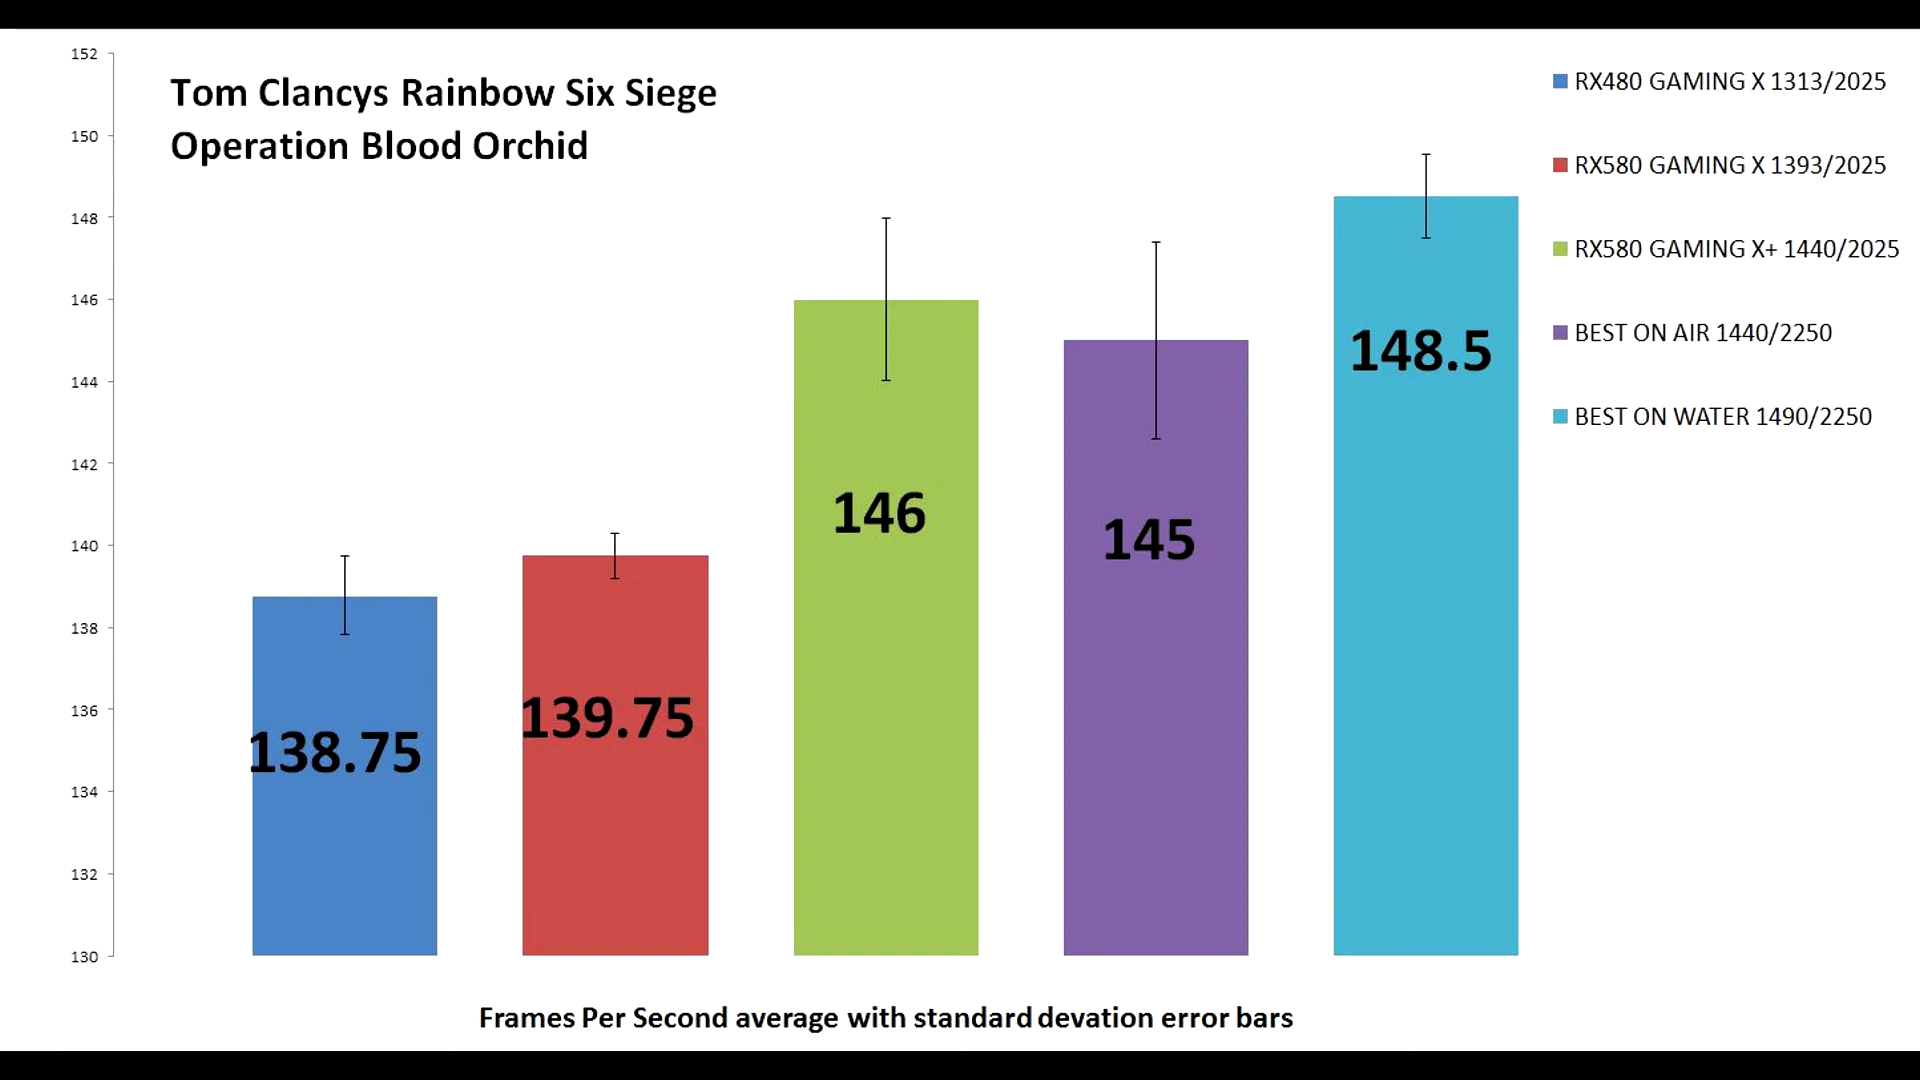 Tom Clancys Rainbow Six Siege
Operation Blood Orchid
152
150
148
146
144
142
140
138
136
134
132
130
138.75
139.75
146
145
148.5
RX480 GAMING X 1313/2025
RX580 GAMING X 1393/2025
RX580 GAMING X+ 1440/2025
BEST ON AIR 1440/2250
BEST ON WATER 1490/2250
Frames Per Second average with standard devation error bars